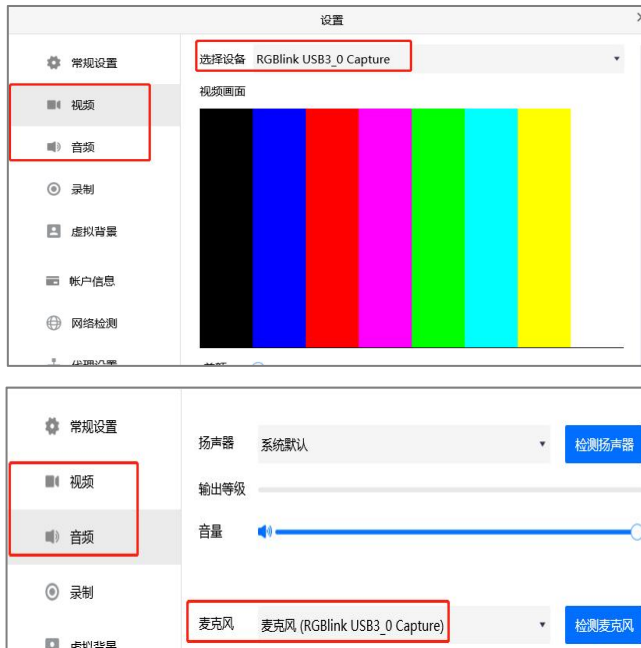 设置
常规设置
选择设备 RGBlink USB3_0 Capture
视频画面
视频
音频
录制
虚拟背景
帐户信息
网络检测
常规设置
扬声器 系统默认 检测扬声器
视频
输出等级
音频
音量
录制
麦克风 麦克风 (RGBlink USB3_0 Capture) 检测麦克风